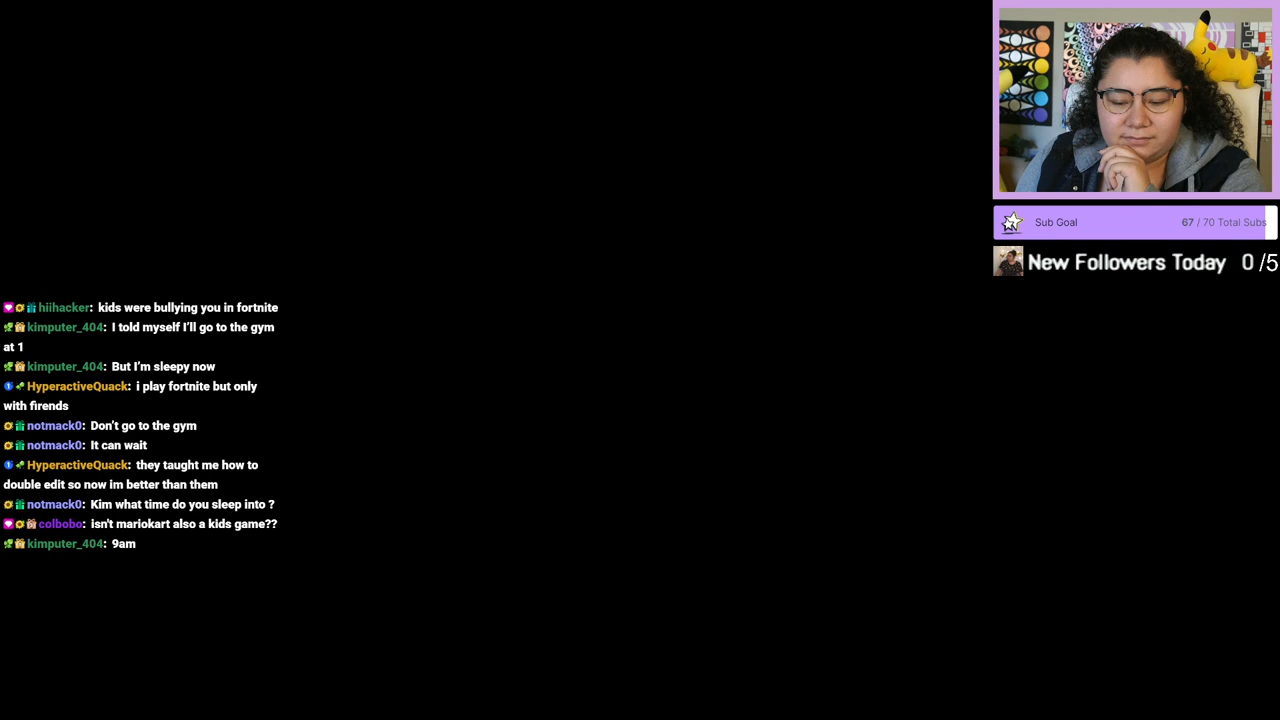 Sub Goal
67 / 70 Total Subs
New Followers Today 0 /5
hiihacker: kids were bullying you in fortnite
kimputer_404: I told myself I’ll go to the gym
at 1
kimputer_404: But I’m sleepy now
HyperactiveQuack: i play fortnite but only
with firends
notmack0: Don’t go to the gym
notmack0: It can wait
HyperactiveQuack: they taught me how to
double edit so now im better than them
notmack0: Kim what time do you sleep into ?
colbobo: isn't mariokart also a kids game??
kimputer_404: 9am